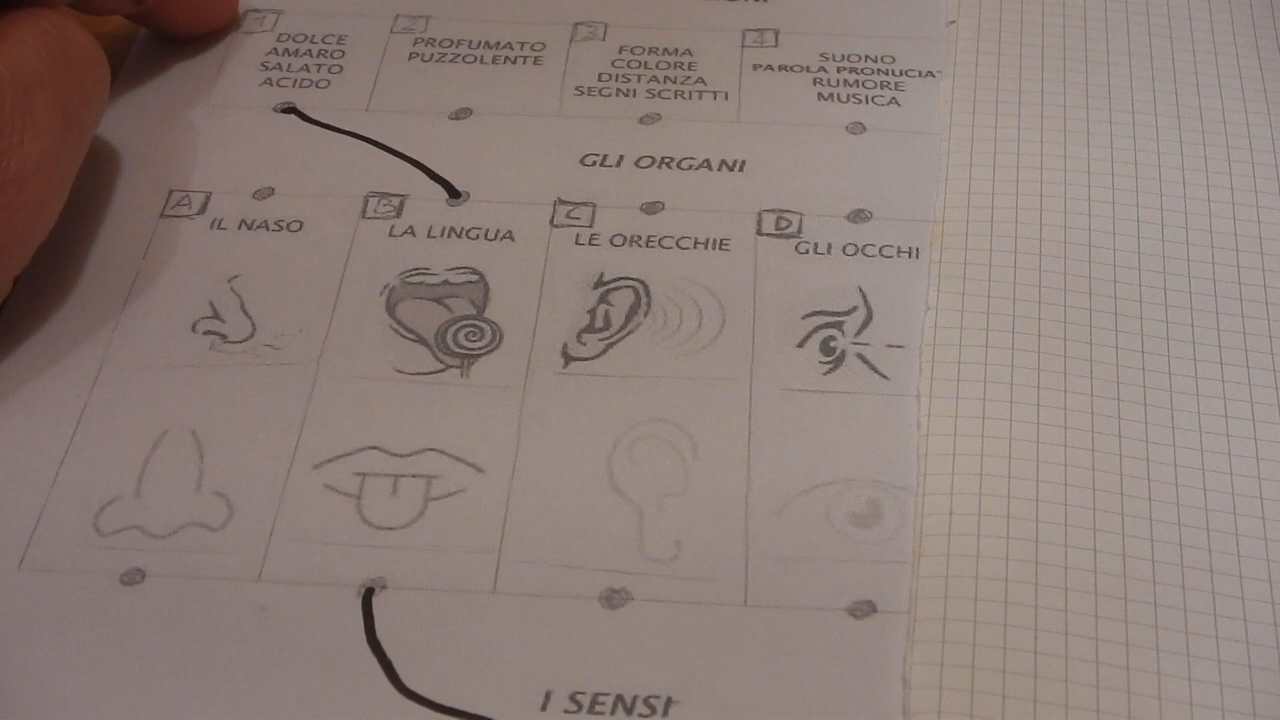 1
DOLCE
AMARO
SALATO
ACIDO
2
PROFUMATO
PUZZOLENTE
3
FORMA
COLORE
DISTANZA
SEGNI SCRITTI
4
SUONO
PAROLA PRONUCIA
RUMORE
MUSICA
GLI ORGANI
A
IL NASO
B
LA LINGUA
C
LE ORECCHIE
D
GLI OCCHI
I SENSI